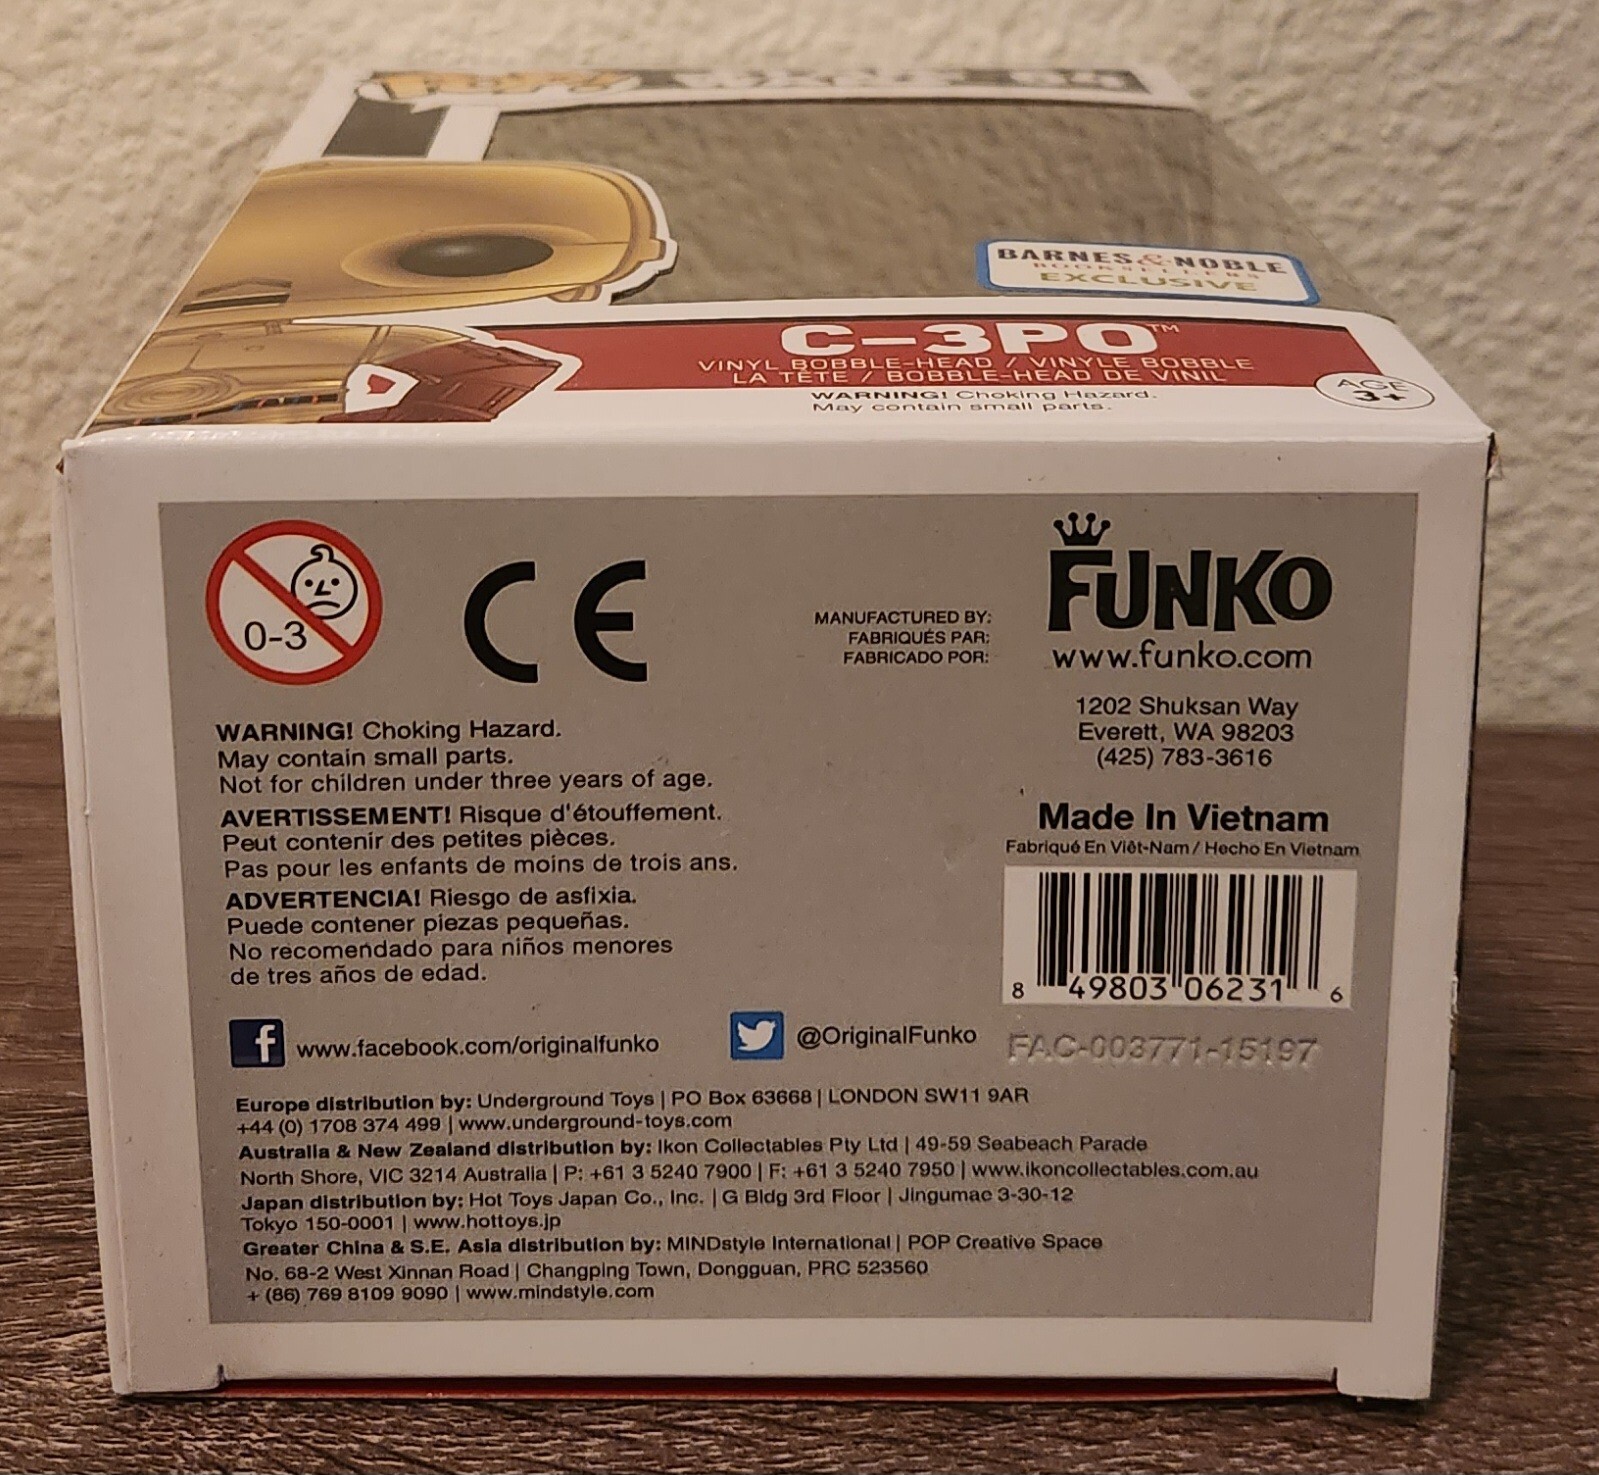 POP!
BARNES & NOBLE
BOOKSELLERS
EXCLUSIVE
C-3PO™
VINYL BOBBLE-HEAD / VINYLE BOBBLE
LA TÊTE / BOBBLE-HEAD DE VINIL
WARNING! Choking Hazard.
May contain small parts.
AGE
3+
0-3
CE
MANUFACTURED BY:
FABRIQUÉS PAR:
FABRICADO POR:
FUNKO
www.funko.com
1202 Shuksan Way
Everett, WA 98203
(425) 783-3616
WARNING! Choking Hazard.
May contain small parts.
Not for children under three years of age.
AVERTISSEMENT! Risque d'étouffement.
Peut contenir des petites pièces.
Pas pour les enfants de moins de trois ans.
ADVERTENCIA! Riesgo de asfixia.
Puede contener piezas pequeñas.
No recomendado para niños menores
de tres años de edad.
Made In Vietnam
Fabriqué En Viêt-Nam / Hecho En Vietnam
8 49803 06231 6
f www.facebook.com/originalfunko
@OriginalFunko
FAC-003771-15197
Europe distribution by: Underground Toys | PO Box 63668 | LONDON SW11 9AR
+44 (0) 1708 374 499 | www.underground-toys.com
Australia & New Zealand distribution by: Ikon Collectables Pty Ltd | 49-59 Seabeach Parade
North Shore, VIC 3214 Australia | P: +61 3 5240 7900 | F: +61 3 5240 7950 | www.ikoncollectables.com.au
Japan distribution by: Hot Toys Japan Co., Inc. | G Bldg 3rd Floor | Jingumae 3-30-12
Tokyo 150-0001 | www.hottoys.jp
Greater China & S.E. Asia distribution by: MINDstyle International | POP Creative Space
No. 68-2 West Xinnan Road | Changping Town, Dongguan, PRC 523560
+ (86) 769 8109 9090 | www.mindstyle.com